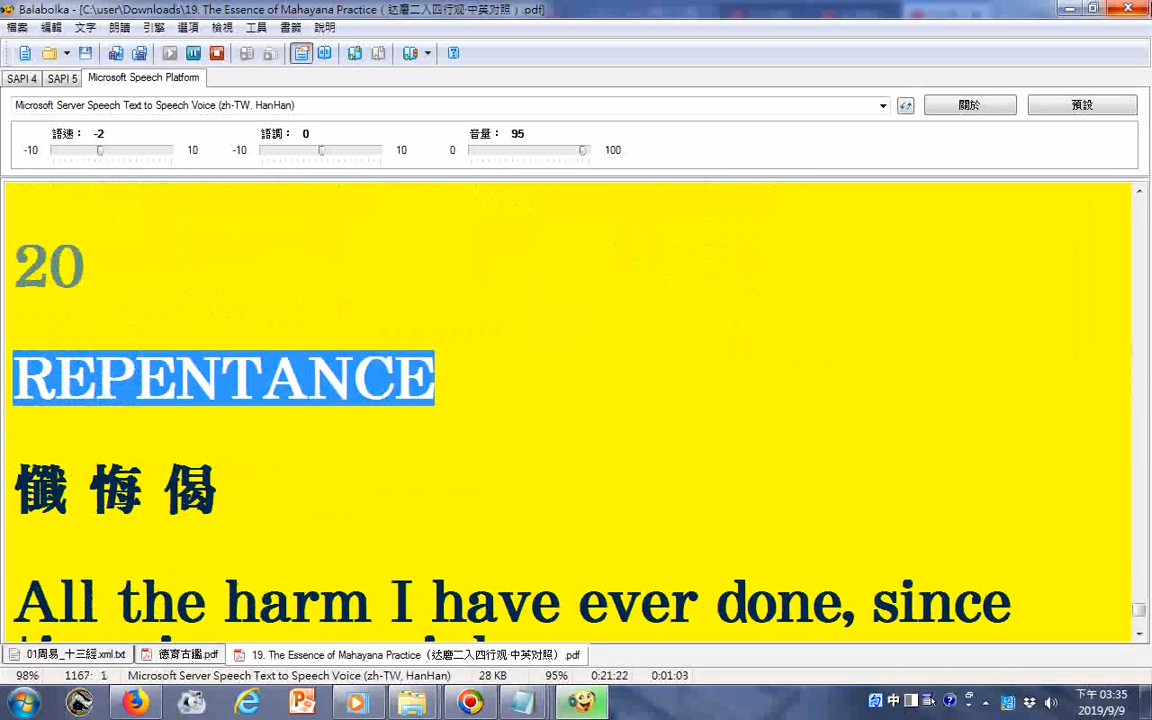 Balabolka - [C:\user\Downloads\19. The Essence of Mahayana Practice（达磨二入四行观·中英对照）.pdf]
檔案 編輯 文字 朗讀 引擎 選項 檢視 工具 書籤 說明
SAPI 4 SAPI 5 Microsoft Speech Platform
Microsoft Server Speech Text to Speech Voice (zh-TW, HanHan) 關於 預設
語速： -2 語調： 0 音量： 95
-10 10 -10 10 0 100
20
REPENTANCE
懺 悔 偈
All the harm I have ever done, since
01周易_十三經.xml.txt 德育古鑑.pdf 19. The Essence of Mahayana Practice（达磨二入四行观·中英对照）.pdf
98% 1167: 1 Microsoft Server Speech Text to Speech Voice (zh-TW, HanHan) 28 KB 95% 0:21:22 0:01:03
中 下午 03:35
2019/9/9